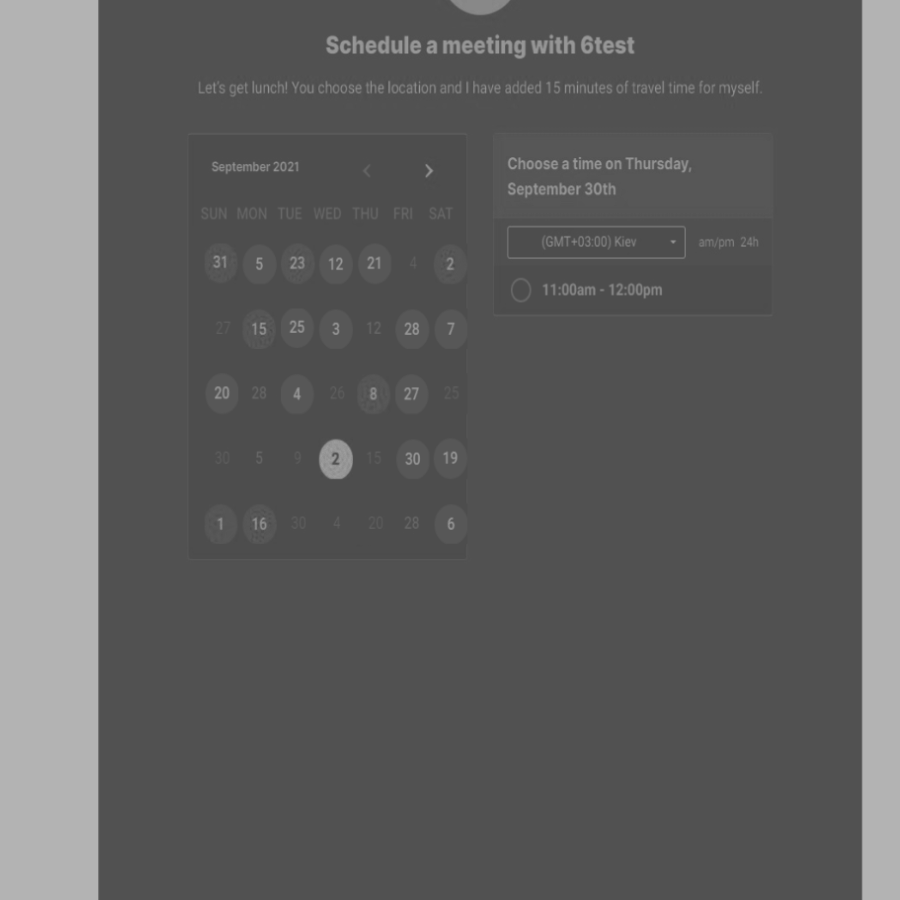 Schedule a meeting with 6test
Let's get lunch! You choose the location and I have added 15 minutes of travel time for myself.
September 2021
SUN MON TUE WED THU FRI SAT
31 5 23 12 21 4 2
27 15 25 3 12 28 7
20 28 4 26 8 27 25
30 5 9 2 15 30 19
1 16 30 4 20 28 6
Choose a time on Thursday,
September 30th
(GMT+03:00) Kiev am/pm 24h
11:00am - 12:00pm